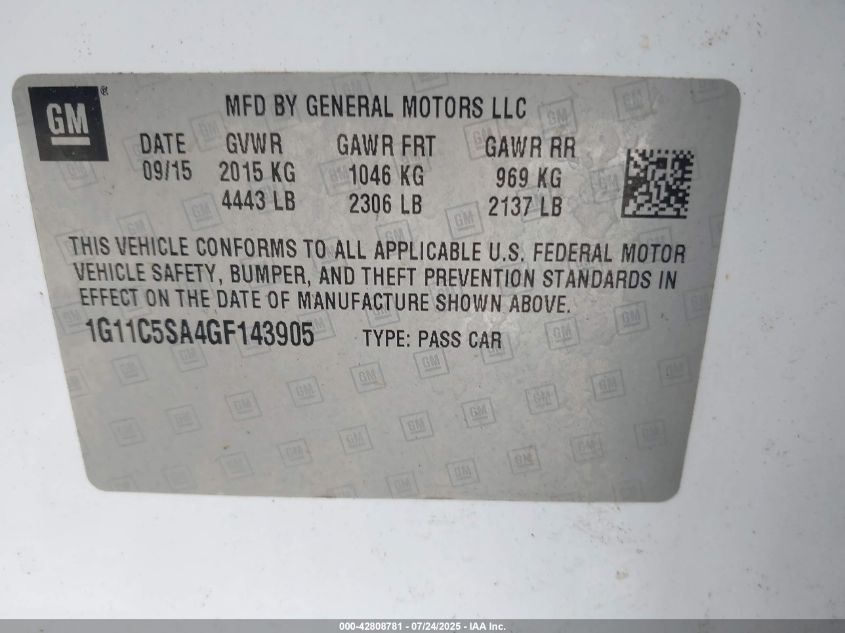 GM®
MFD BY GENERAL MOTORS LLC
DATE GVWR GAWR FRT GAWR RR
09/15 2015 KG 1046 KG 969 KG
4443 LB 2306 LB 2137 LB
THIS VEHICLE CONFORMS TO ALL APPLICABLE U.S. FEDERAL MOTOR
VEHICLE SAFETY, BUMPER, AND THEFT PREVENTION STANDARDS IN
EFFECT ON THE DATE OF MANUFACTURE SHOWN ABOVE.
1G11C5SA4GF143905 TYPE: PASS CAR
000-42808781 - 07/24/2025 - IAA Inc.